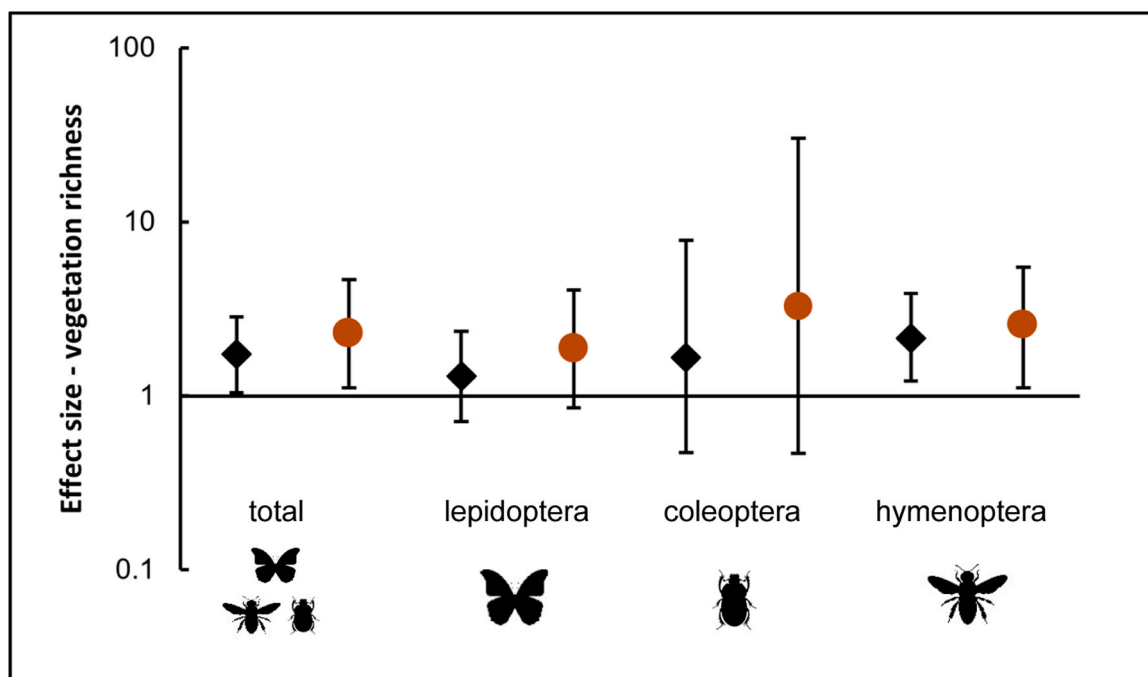 Effect size - vegetation richness
100
10
1
0.1
total
lepidoptera
coleoptera
hymenoptera